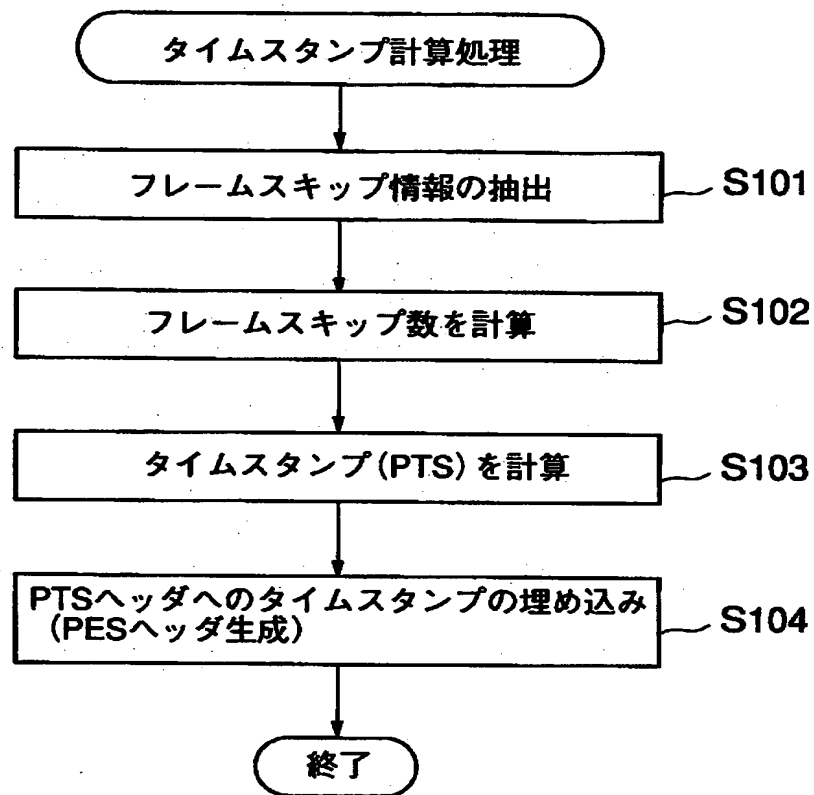 タイムスタンプ計算処理
フレームスキップ情報の抽出
S101
フレームスキップ数を計算
S102
タイムスタンプ(PTS)を計算
S103
PTSヘッダへのタイムスタンプの埋め込み
(PESヘッダ生成)
S104
終了